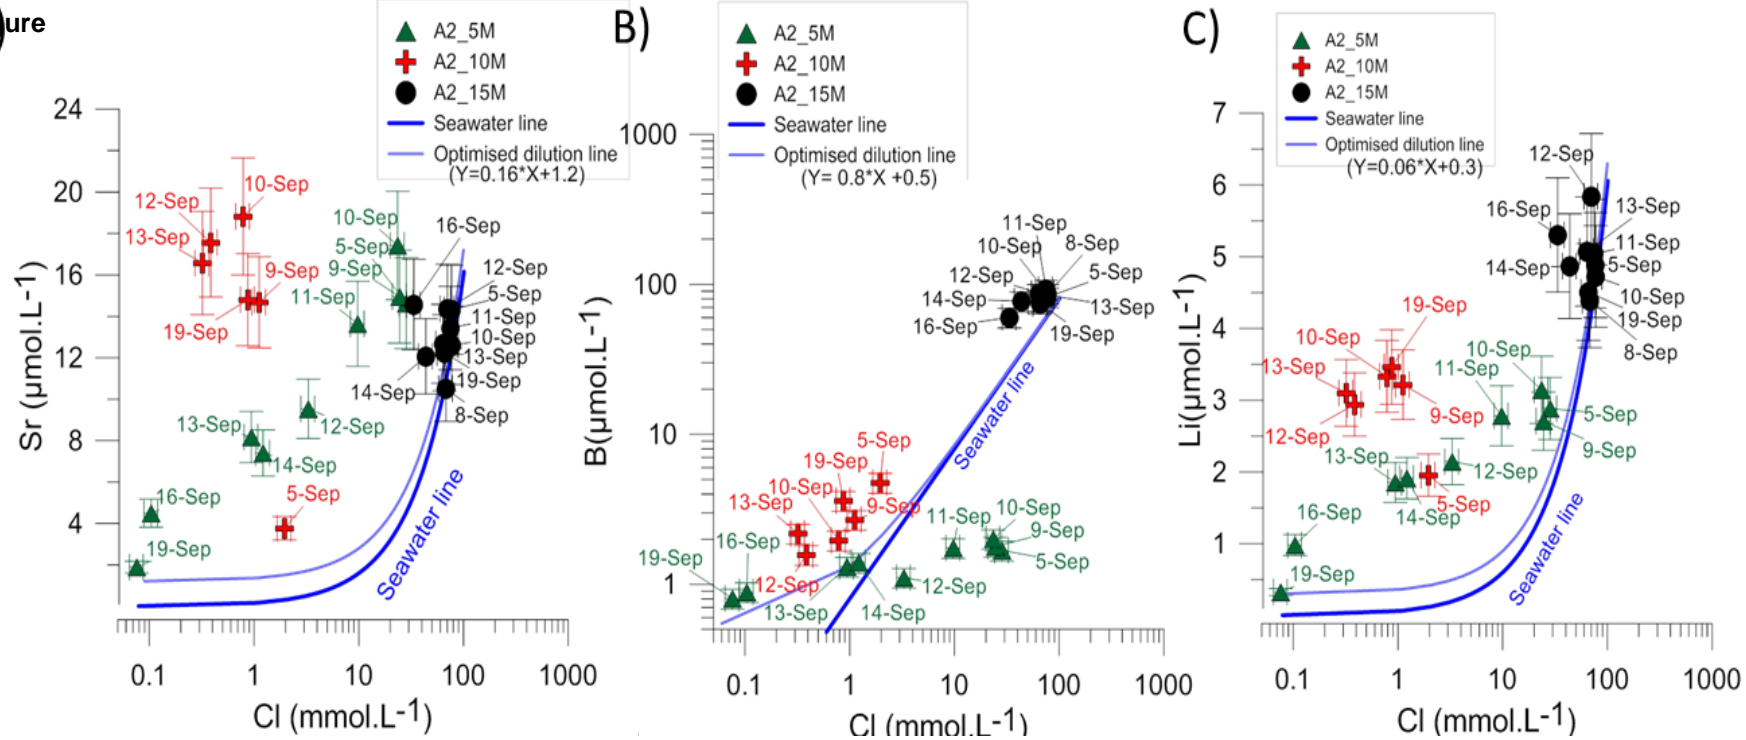 ure
A2_5M
A2_10M
A2_15M
Seawater line
Optimised dilution line
(Y=0.16*X+1.2)
24
20
16
12
8
4
Sr (µmol.L-1)
12-Sep
10-Sep
13-Sep
9-Sep
19-Sep
10-Sep
5-Sep
9-Sep
11-Sep
16-Sep
12-Sep
5-Sep
11-Sep
10-Sep
13-Sep
19-Sep
14-Sep
8-Sep
13-Sep
12-Sep
14-Sep
16-Sep
5-Sep
19-Sep
Seawater line
0.1
1
10
100
1000
Cl (mmol.L-1)
B)
A2_5M
A2_10M
A2_15M
Seawater line
Optimised dilution line
(Y= 0.8*X +0.5)
1000
100
10
1
B(µmol.L-1)
11-Sep
10-Sep
8-Sep
12-Sep
5-Sep
14-Sep
13-Sep
16-Sep
19-Sep
Seawater line
5-Sep
19-Sep
10-Sep
13-Sep
9-Sep
16-Sep
19-Sep
12-Sep
13-Sep
14-Sep
11-Sep
10-Sep
9-Sep
5-Sep
12-Sep
0.1
1
10
100
1000
Cl (mmol.L-1)
C)
A2_5M
A2_10M
A2_15M
Seawater line
Optimised dilution line
(Y=0.06*X+0.3)
7
6
5
4
3
2
1
Li(µmol.L-1)
12-Sep
16-Sep
13-Sep
11-Sep
14-Sep
5-Sep
10-Sep
19-Sep
8-Sep
19-Sep
10-Sep
13-Sep
9-Sep
12-Sep
10-Sep
11-Sep
5-Sep
9-Sep
13-Sep
12-Sep
5-Sep
14-Sep
16-Sep
19-Sep
Seawater line
0.1
1
10
100
1000
Cl (mmol.L-1)